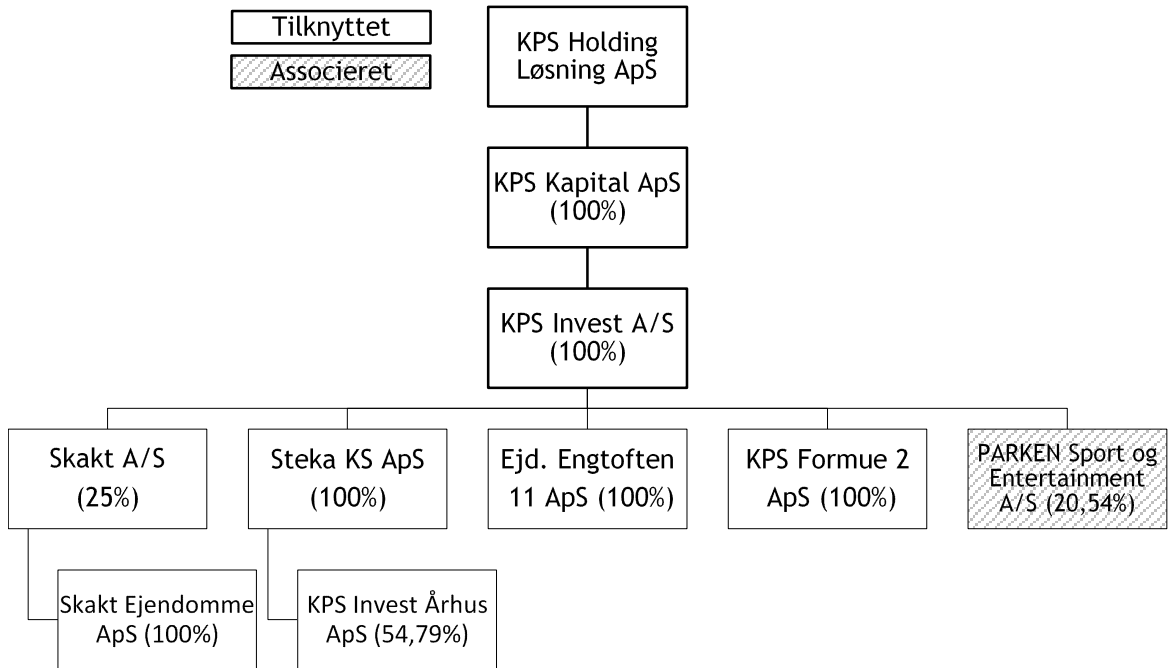 Tilknyttet
Associeret
KPS Holding
Løsning ApS
KPS Kapital ApS
(100%)
KPS Invest A/S
(100%)
Skakt A/S
(25%)
Steka KS ApS
(100%)
Ejd. Engtoften
11 ApS (100%)
KPS Formue 2
ApS (100%)
PARKEN Sport og
Entertainment
A/S (20,54%)
Skakt Ejendomme
ApS (100%)
KPS Invest Århus
ApS (54,79%)